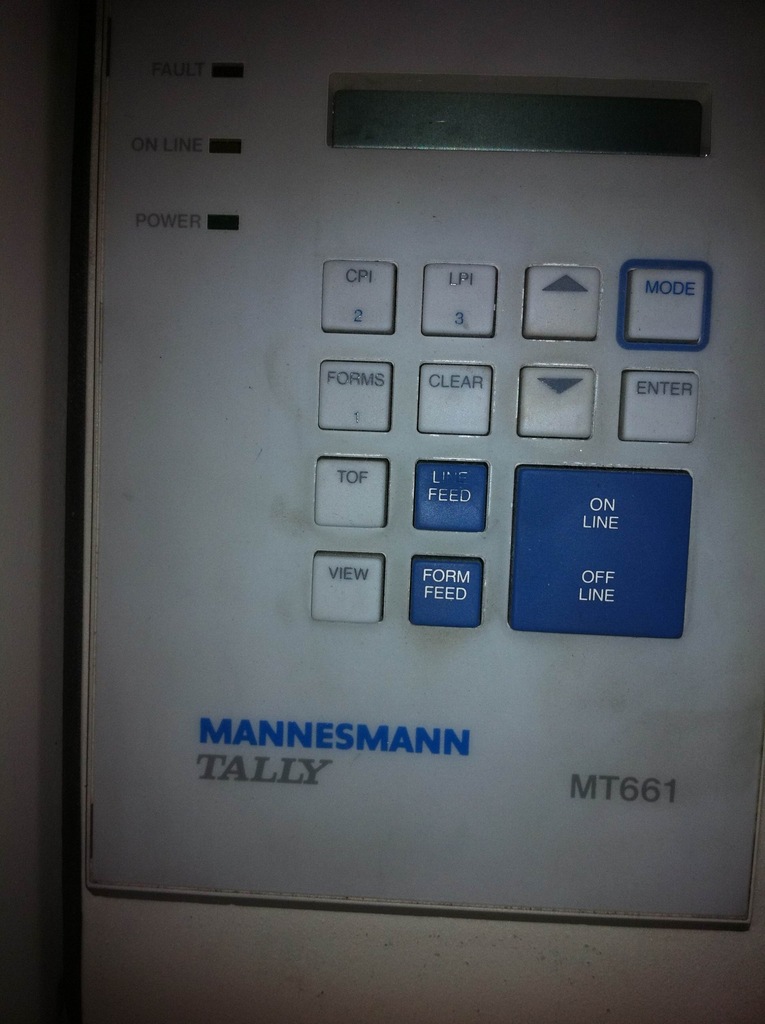 FAULT
ON LINE
POWER
CPI
2
LPI
3
MODE
FORMS
1
CLEAR
ENTER
TOF
LINE
FEED
ON
LINE
OFF
LINE
VIEW
FORM
FEED
MANNESMANN
TALLY
MT661